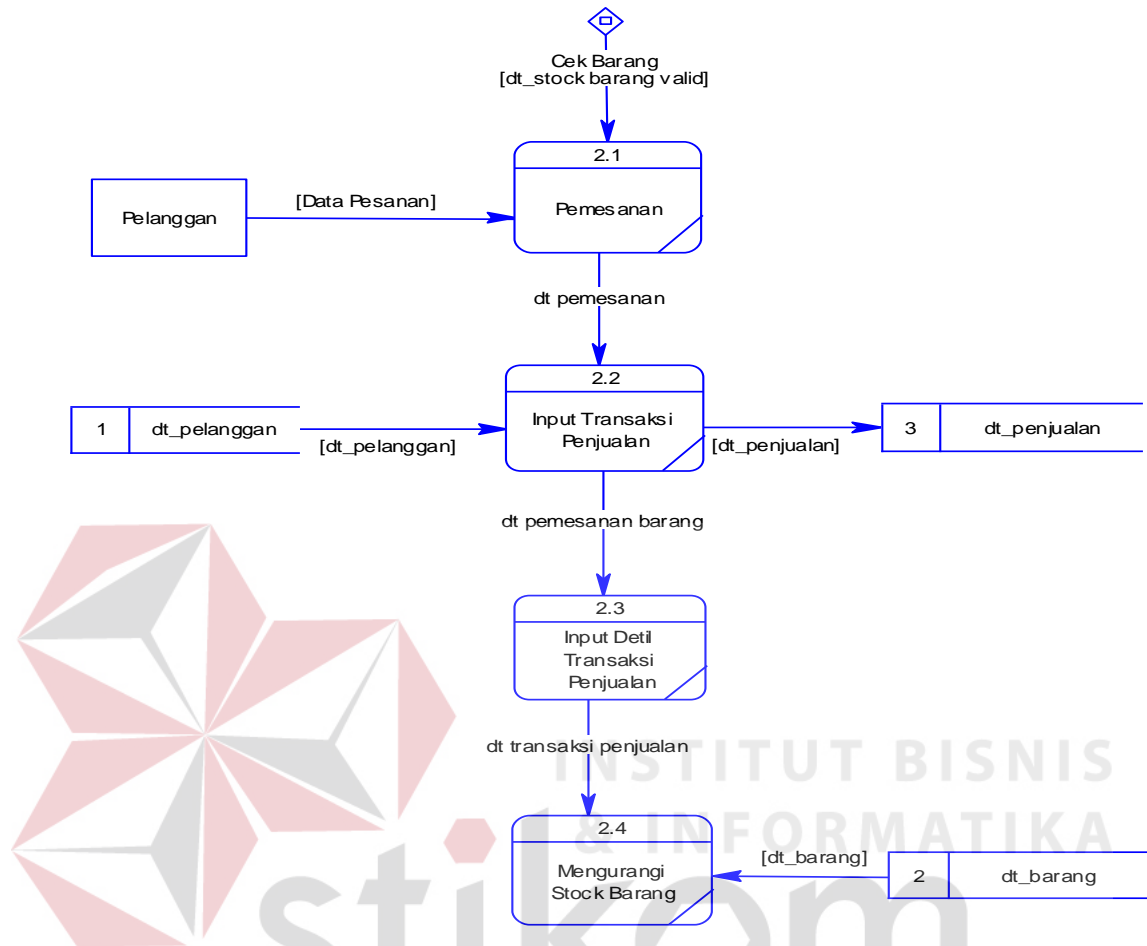 Cek Barang
[dt_stock barang valid]
2.1
Pemesanan
Pelanggan
[Data Pesanan]
dt pemesanan
2.2
Input Transaksi
Penjualan
1
dt_pelanggan
[dt_pelanggan]
[dt_penjualan]
3
dt_penjualan
dt pemesanan barang
2.3
Input Detil
Transaksi
Penjualan
dt transaksi penjualan
INSTITUT BISNIS
& INFORMATIKA
stikom
2.4
Mengurangi
Stock Barang
[dt_barang]
2
dt_barang